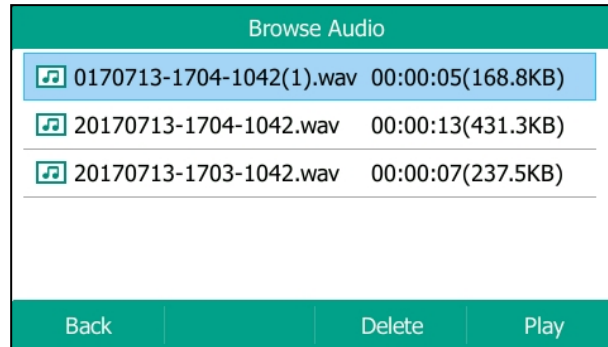 Browse Audio
0170713-1704-1042(1).wav 00:00:05(168.8KB)
20170713-1704-1042.wav 00:00:13(431.3KB)
20170713-1703-1042.wav 00:00:07(237.5KB)
Back Delete Play